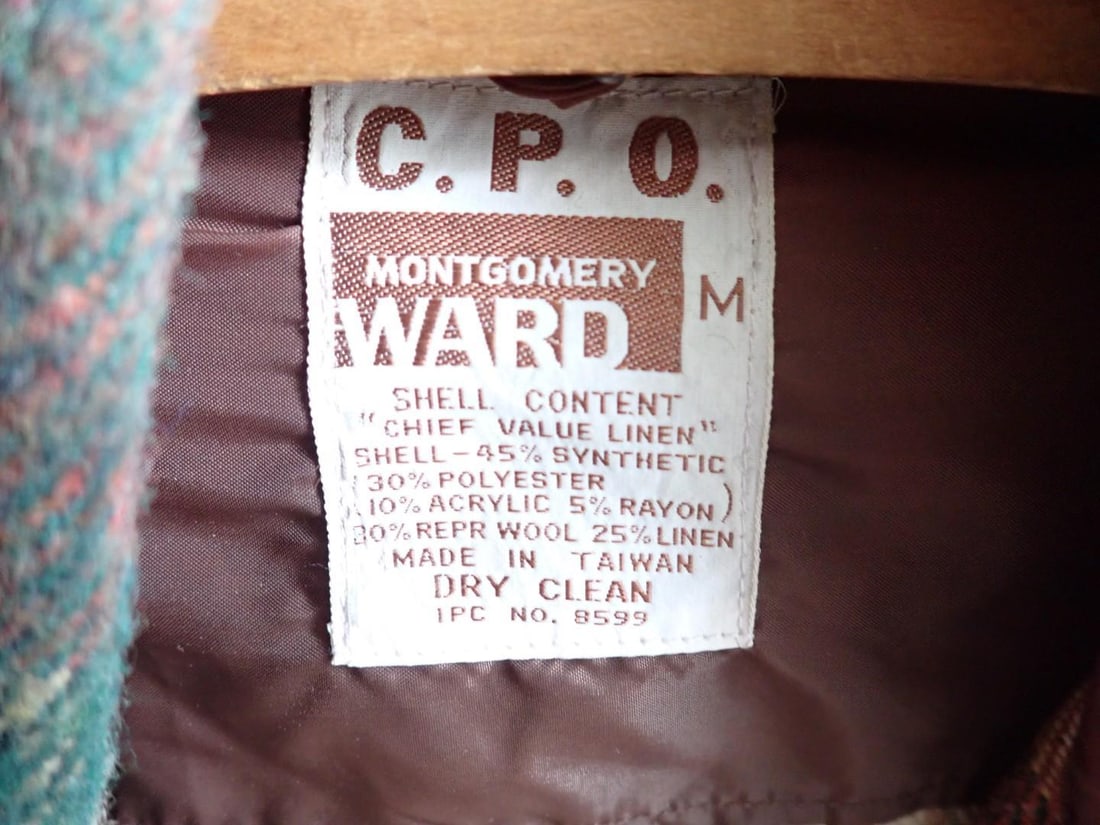 C. P. O.
MONTGOMERY
WARD
M
SHELL CONTENT
"CHIEF VALUE LINEN"
SHELL-45% SYNTHETIC
(30% POLYESTER
10% ACRYLIC 5% RAYON)
30% REPR WOOL 25% LINEN
MADE IN TAIWAN
DRY CLEAN
IPC NO. 8599